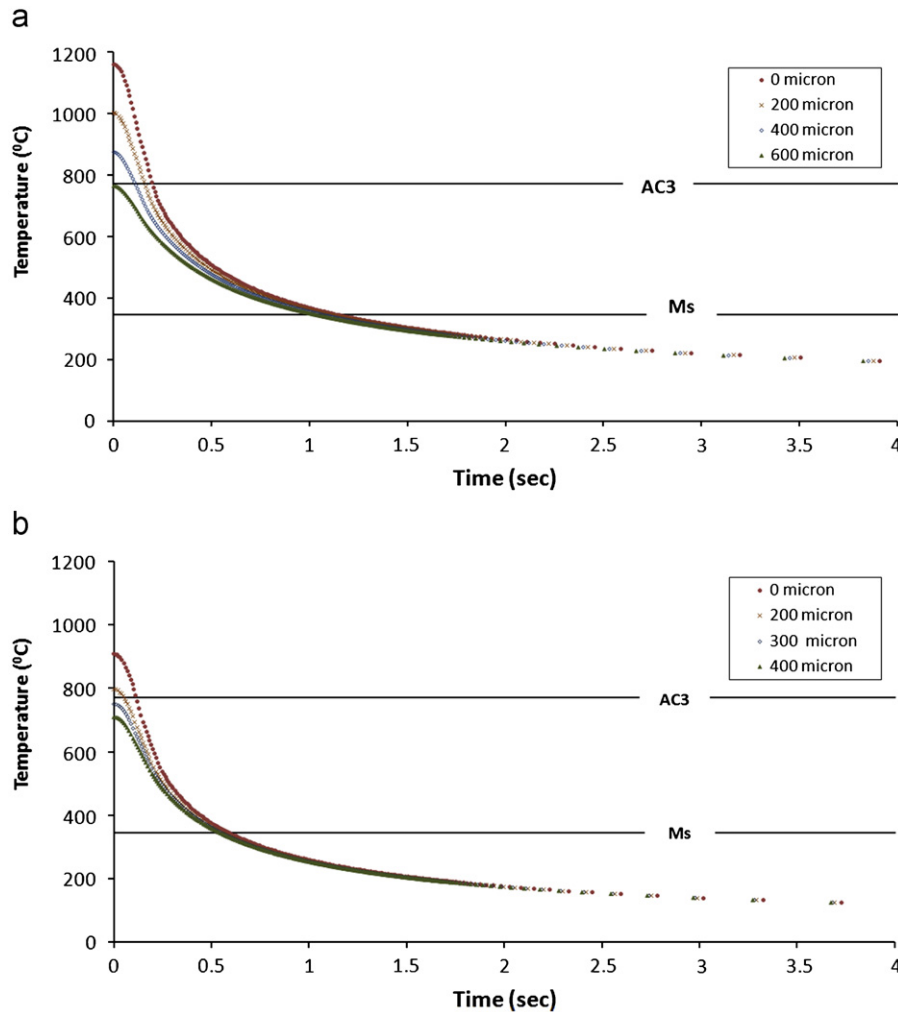 a
1200
1000
800
600
400
200
0
Temperature (⁰C)
0 micron
200 micron
400 micron
600 micron
AC3
Ms
0 0.5 1 1.5 2 2.5 3 3.5 4
Time (sec)
b
1200
1000
800
600
400
200
0
Temperature (⁰C)
0 micron
200 micron
300 micron
400 micron
AC3
Ms
0 0.5 1 1.5 2 2.5 3 3.5 4
Time (sec)